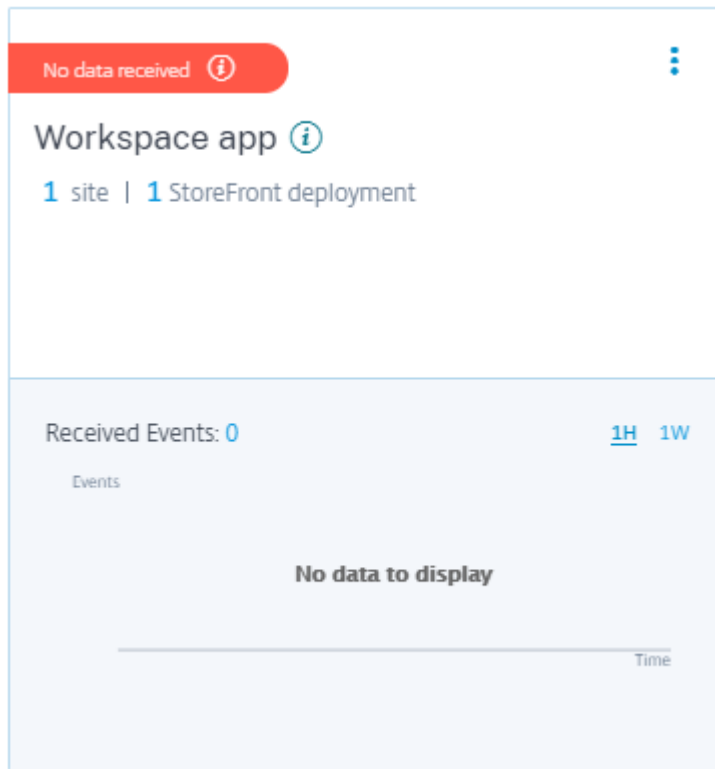 No data received
Workspace app
1 site | 1 StoreFront deployment
Received Events: 0 1H 1W
Events
No data to display
Time